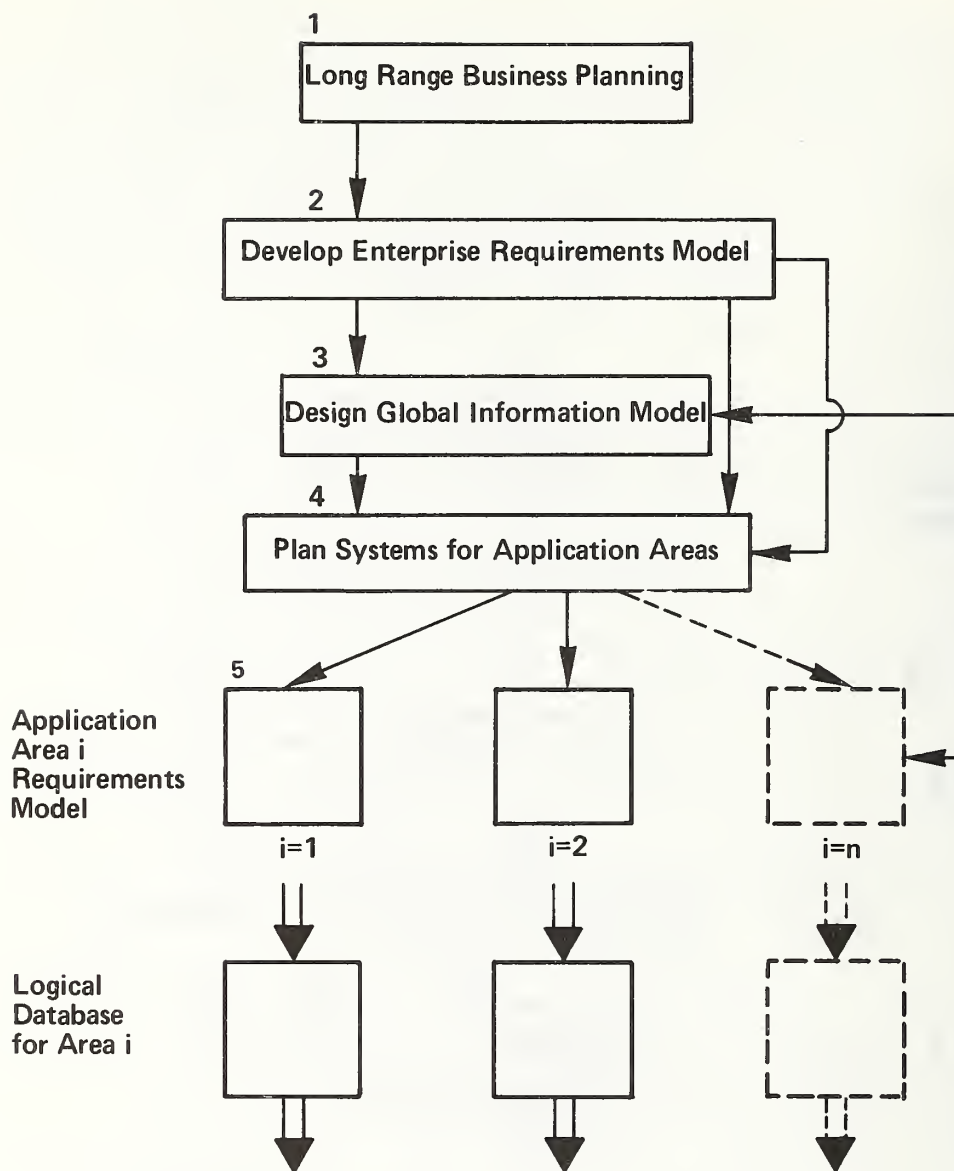 1
Long Range Business Planning
2
Develop Enterprise Requirements Model
3
Design Global Information Model
4
Plan Systems for Application Areas
5
Application
Area i
Requirements
Model
i=1
i=2
i=n
Logical
Database
for Area i